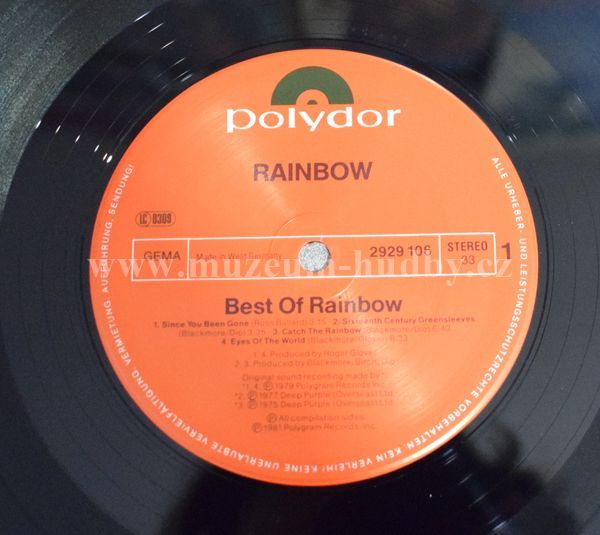 polydor
RAINBOW
LC 0309
GEMA Made in West Germany 2929 106 STEREO 33 1
www.muzeum-hudby.cz
Best Of Rainbow
1. Since You Been Gone (Russ Ballard) 3:15 2. Sixteenth Century Greensleeves
(Blackmore/Dio) 3:35 3. Catch The Rainbow (Blackmore/Dio) 6:40
4. Eyes Of The World (Blackmore/Glover) 6:33
1. 4. Produced by Roger Glover
2. 3. Produced by Blackmore, Birch, Dio
Original sound recording made by
*1. 4. Ⓟ 1979 Polygram Records Inc.
*2. Ⓟ 1977 Deep Purple (Overseas) Ltd.
*3. Ⓟ 1975 Deep Purple (Overseas) Ltd.
Ⓟ All compilation sides
Ⓟ 1981 Polygram Records, Inc.
ALLE URHEBER- UND LEISTUNGSSCHUTZRECHTE VORBEHALTEN. KEIN VERLEIH! KEINE UNERLAUBTE VERVIELFÄLTIGUNG, VERMIETUNG, AUFFÜHRUNG, SENDUNG!